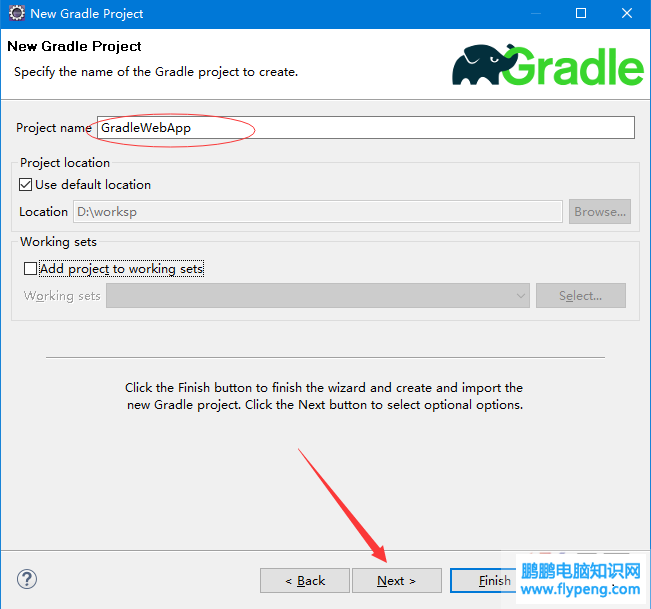 New Gradle Project
New Gradle Project
Specify the name of the Gradle project to create.
Gradle
Project name GradleWebApp
Project location
Use default location
Location D:\worksp Browse...
Working sets
Add project to working sets
Working sets Select...
Click the Finish button to finish the wizard and create and import the
new Gradle project. Click the Next button to select optional options.
? < Back Next > Finish
鹏鹏电脑知识网
www.flypeng.com